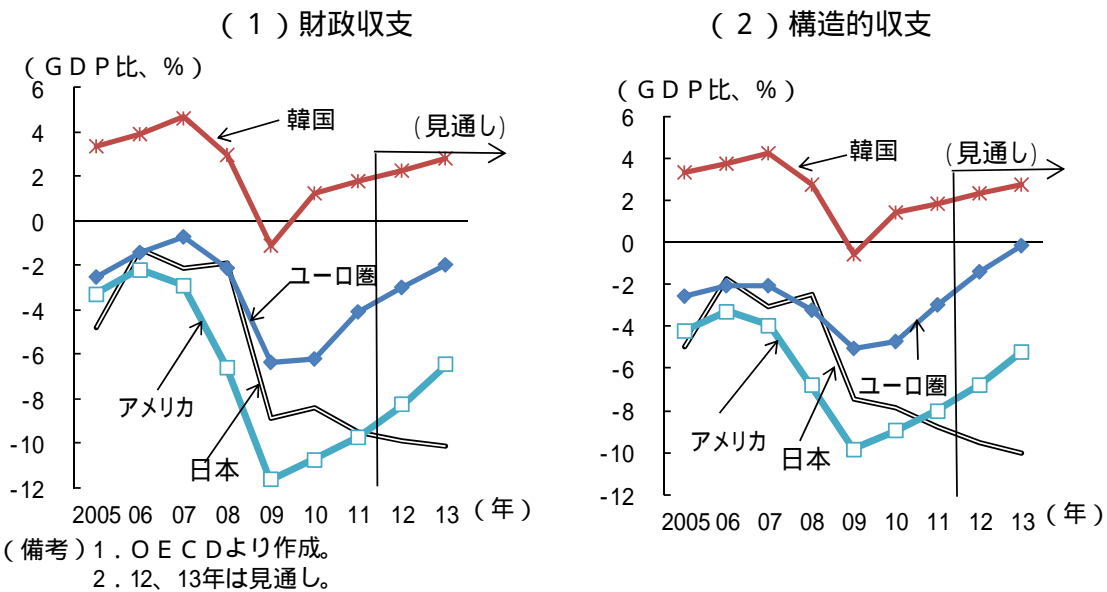 (1)財政収支
(GDP比、%)
6
4
2
0
-2
-4
-6
-8
-10
-12
韓国
(見通し)
ユーロ圏
アメリカ
日本
2005 06 07 08 09 10 11 12 13 (年)
(2)構造的収支
(GDP比、%)
6
4
2
0
-2
-4
-6
-8
-10
-12
韓国
(見通し)
ユーロ圏
アメリカ
日本
2005 06 07 08 09 10 11 12 13 (年)
(備考)1.OECDより作成。
2.12、13年は見通し。